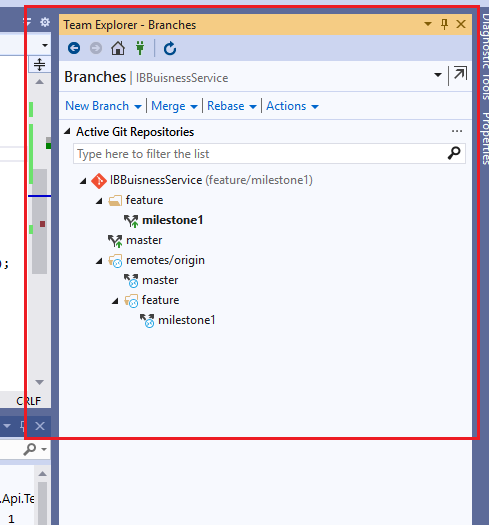 Team Explorer - Branches
Branches | IBBuisnessService
New Branch | Merge | Rebase | Actions
Active Git Repositories
Type here to filter the list
IBBuisnessService (feature/milestone1)
feature
milestone1
master
remotes/origin
master
feature
milestone1
);
CRLF
.Api.Te
1
Diagnostic Tools
Properties